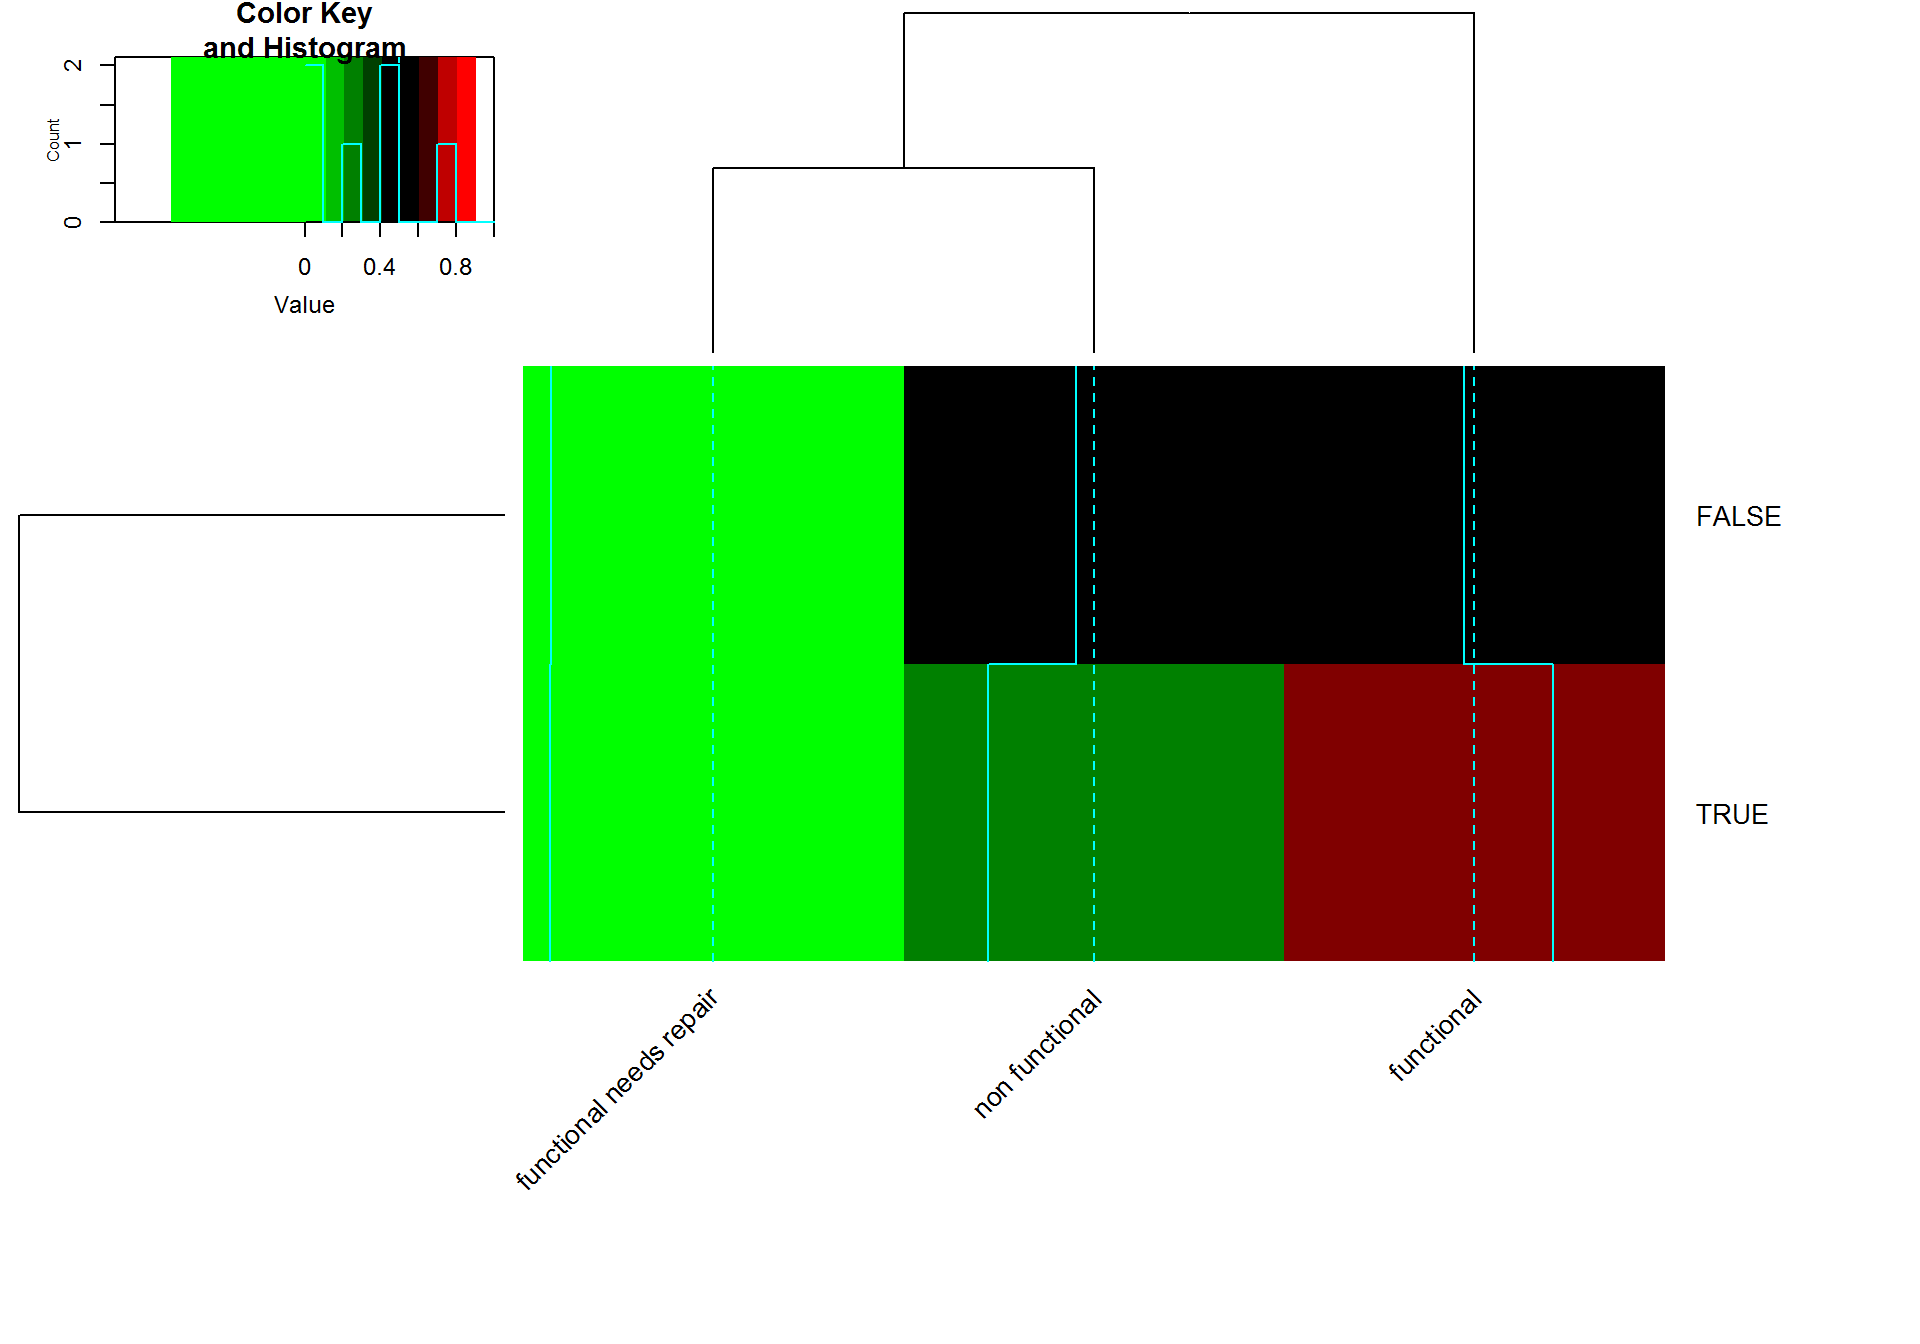 Color Key
and Histogram
Count
2
1
0
0 0.4 0.8
Value
FALSE
TRUE
functional needs repair
non functional
functional